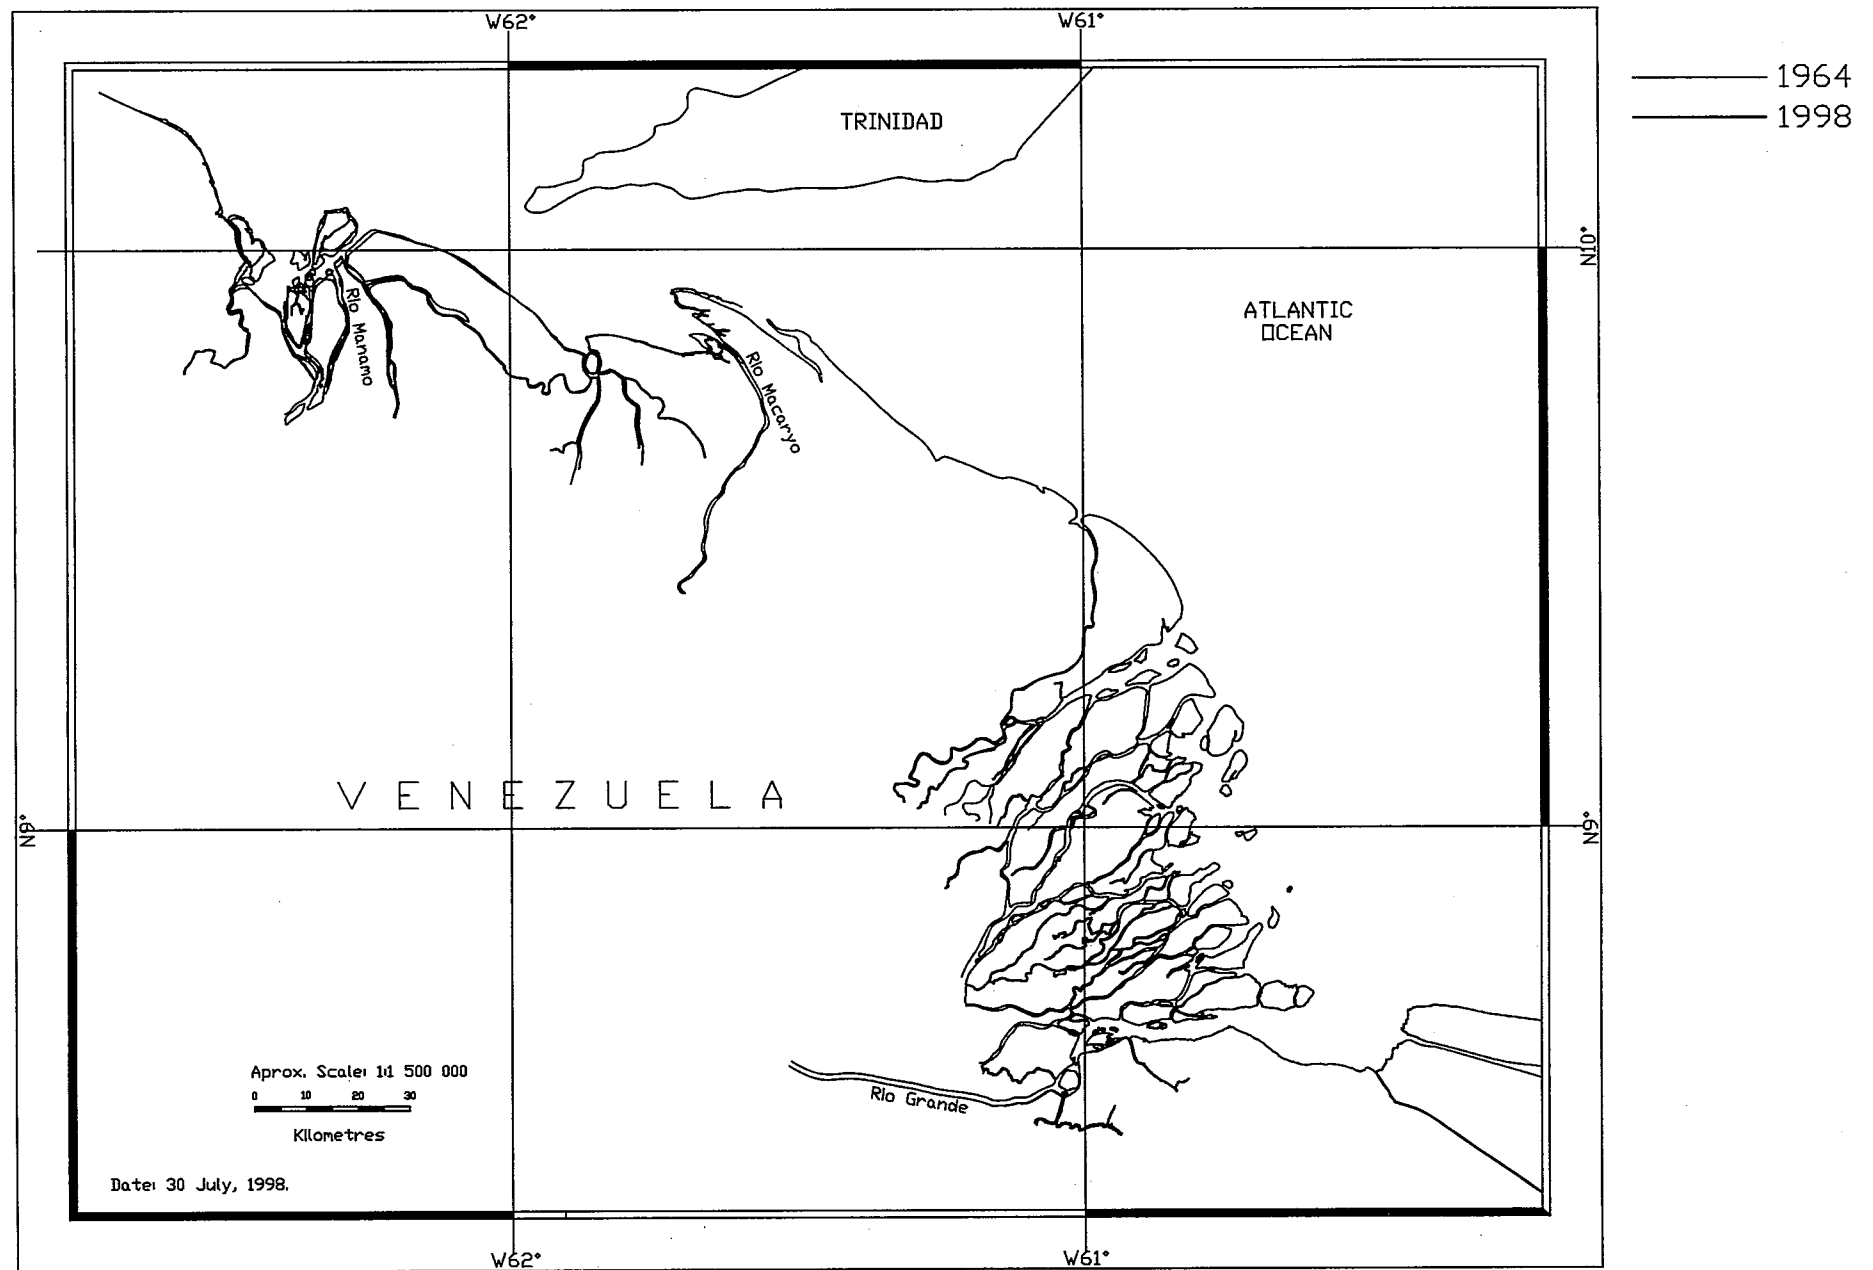 W62° W61°
1964
1998
TRINIDAD
N10°
ATLANTIC
OCEAN
Rio Manamo
Rio Macaryo
VENEZUELA
N9° N9°
Aprox. Scale: 1:1 500 000
0 10 20 30
Kilometres
Rio Grande
Date: 30 July, 1998.
W62° W61°